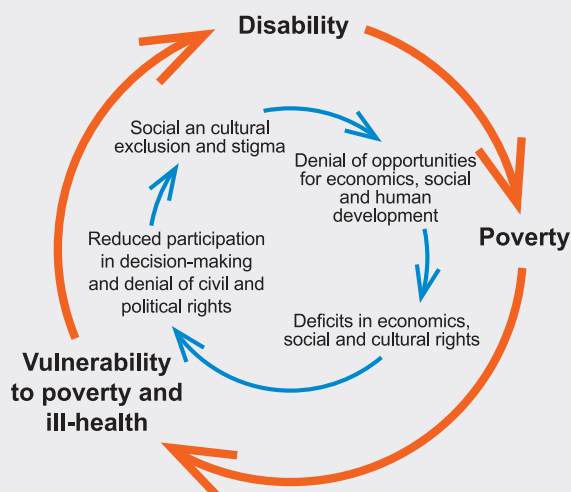 Disability
Social an cultural
exclusion and stigma
Denial of opportunities
for economics, social
and human
development
Poverty
Reduced participation
in decision-making
and denial of civil and
political rights
Deficits in economics,
social and cultural rights
Vulnerability
to poverty and
ill-health